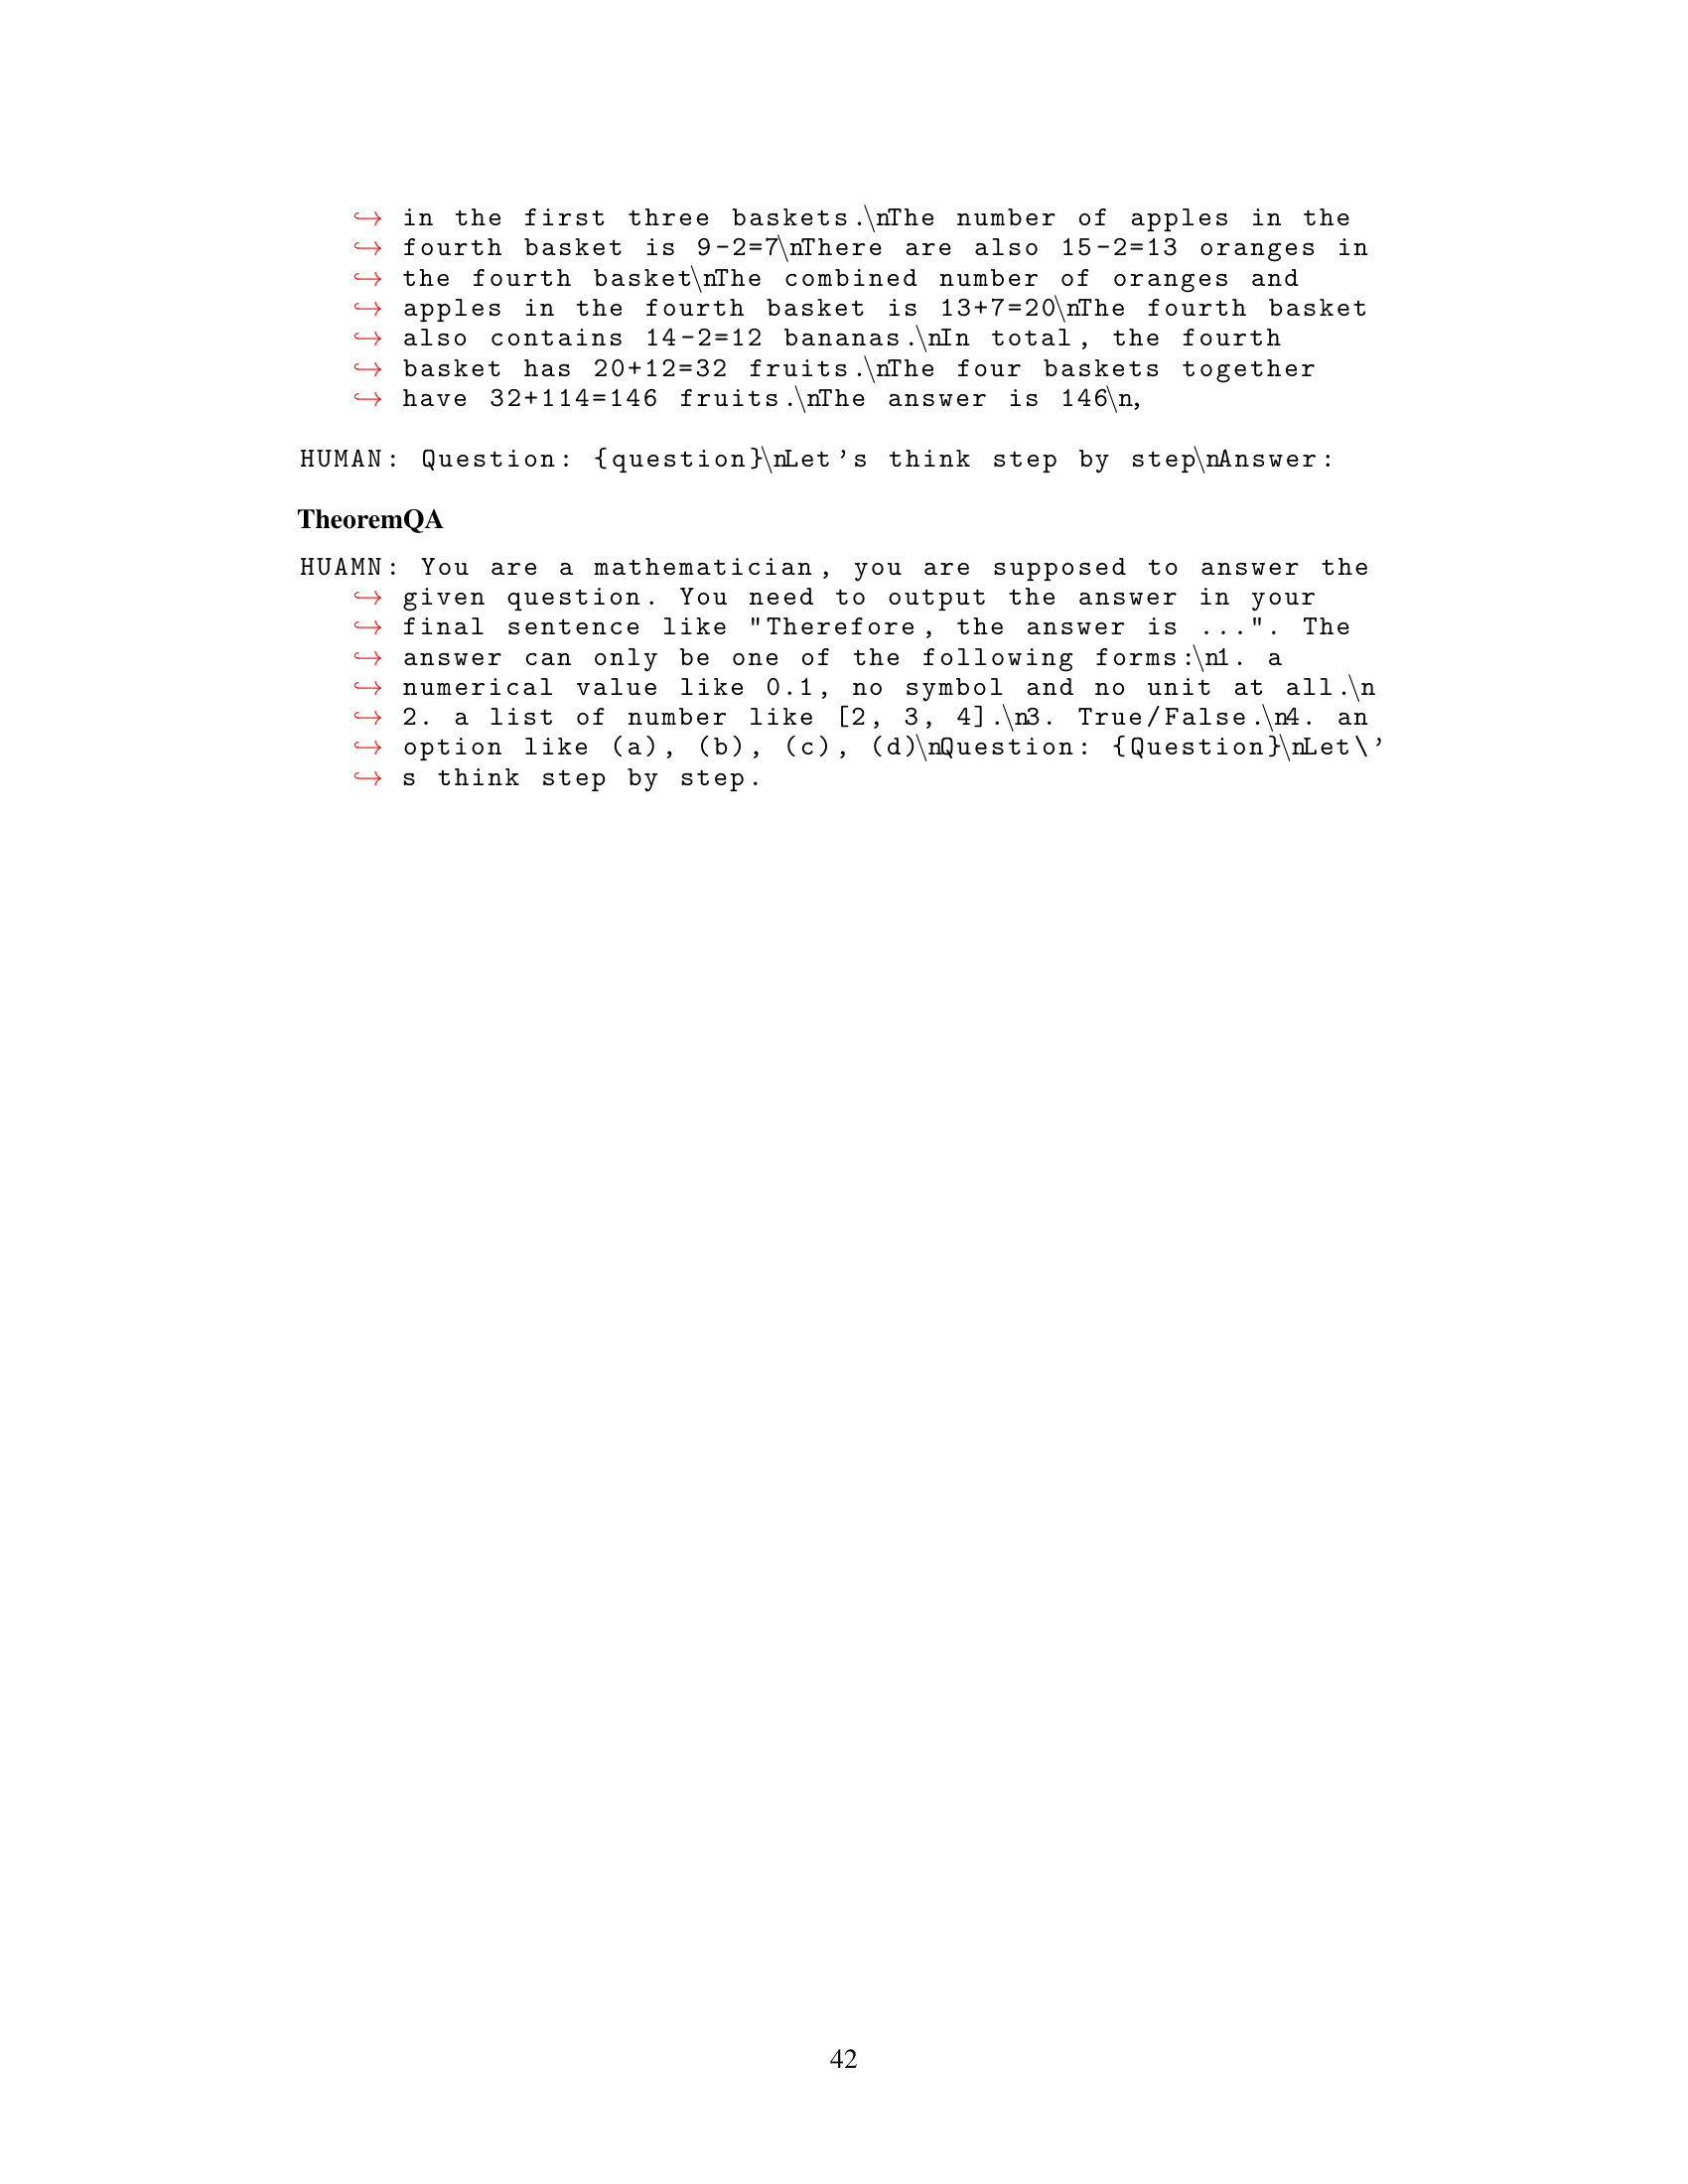 ↪ in the first three baskets.\nThe number of apples in the
↪ fourth basket is 9-2=7\nThere are also 15-2=13 oranges in
↪ the fourth basket\nThe combined number of oranges and
↪ apples in the fourth basket is 13+7=20\nThe fourth basket
↪ also contains 14-2=12 bananas.\nIn total, the fourth
↪ basket has 20+12=32 fruits.\nThe four baskets together
↪ have 32+114=146 fruits.\nThe answer is 146\n,
HUMAN: Question: {question}\nLet's think step by step\nAnswer:
TheoremQA
HUAMN: You are a mathematician, you are supposed to answer the
↪ given question. You need to output the answer in your
↪ final sentence like "Therefore, the answer is ...". The
↪ answer can only be one of the following forms:\n1. a
↪ numerical value like 0.1, no symbol and no unit at all.\n
↪ 2. a list of number like [2, 3, 4].\n3. True/False.\n4. an
↪ option like (a), (b), (c), (d)\nQuestion: {Question}\nLet\'
↪ s think step by step.
42